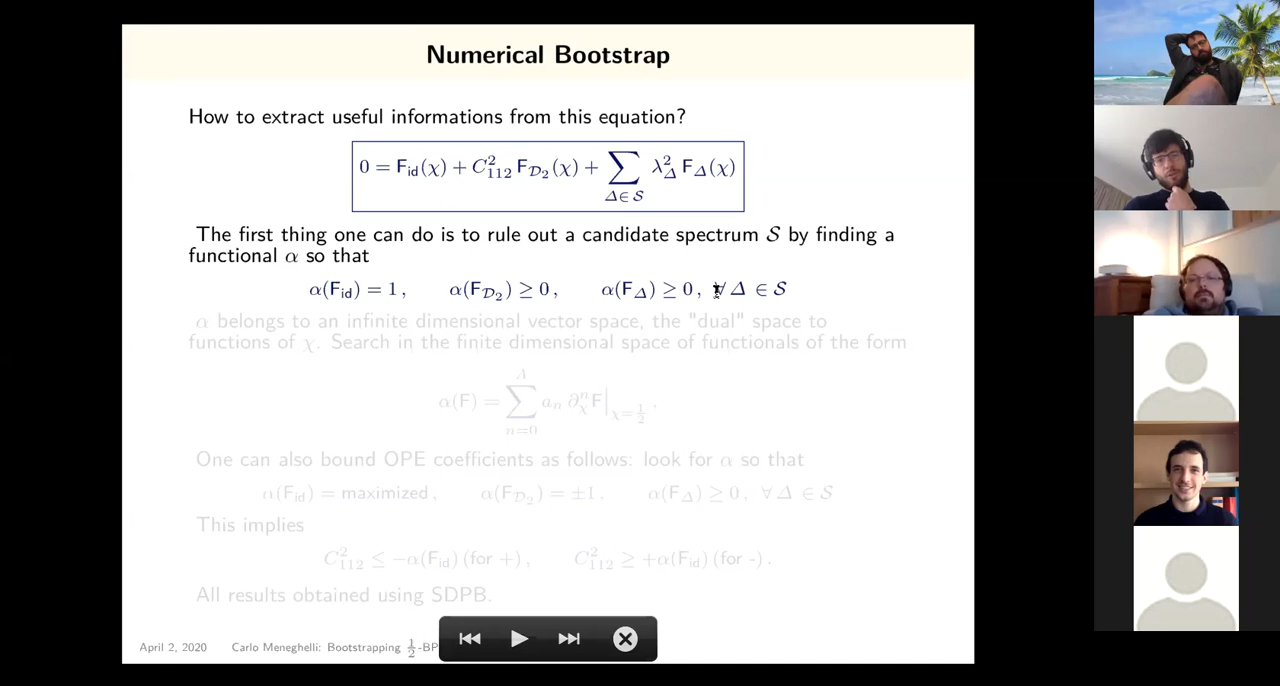 Numerical Bootstrap
How to extract useful informations from this equation?
0 = F_id(χ) + C²₁₁₂ F_𝒟₂(χ) + ∑_{Δ∈𝒮} λ²_Δ F_Δ(χ)
The first thing one can do is to rule out a candidate spectrum 𝒮 by finding a
functional α so that
α(F_id) = 1, α(F_𝒟₂) ≥ 0, α(F_Δ) ≥ 0, ∀ Δ ∈ 𝒮
α belongs to an infinite dimensional vector space, the "dual" space to
functions of χ. Search in the finite dimensional space of functionals of the form
α(F) = ∑_{n=0}^{Λ} a_n ∂ⁿ_χ F|_{χ=1/2},
One can also bound OPE coefficients as follows: look for α so that
α(F_id) = maximized, α(F_𝒟₂) = ±1, α(F_Δ) ≥ 0, ∀ Δ ∈ 𝒮
This implies
C²₁₁₂ ≤ −α(F_id) (for +), C²₁₁₂ ≥ +α(F_id) (for -).
All results obtained using SDPB.
April 2, 2020 Carlo Meneghelli: Bootstrapping 1/2-BP